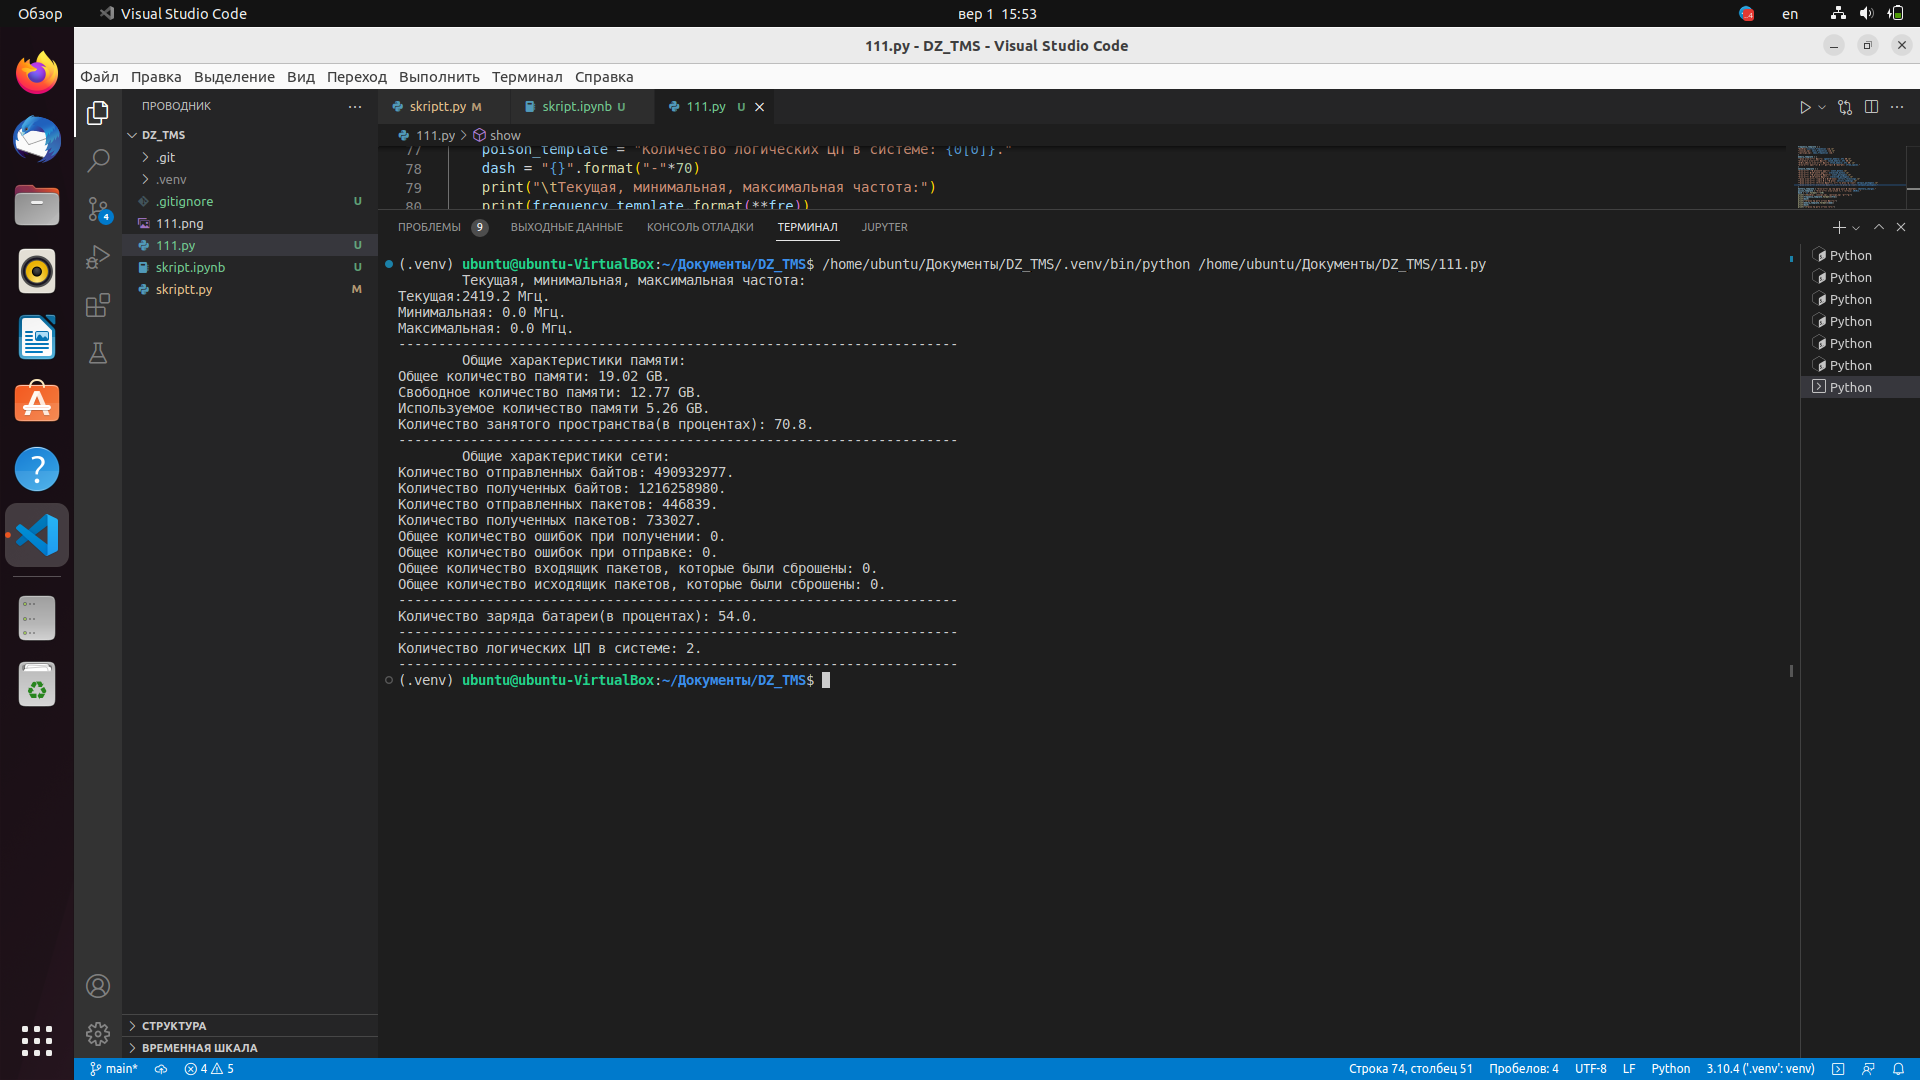 Обзор
Visual Studio Code
вер 1 15:53
en
111.py - DZ_TMS - Visual Studio Code
Файл Правка Выделение Вид Переход Выполнить Терминал Справка
ПРОВОДНИК
DZ_TMS
.git
.venv
.gitignore U
111.png
111.py U
skript.ipynb U
skriptt.py M
4
СТРУКТУРА
ВРЕМЕННАЯ ШКАЛА
skriptt.py M
skript.ipynb U
111.py U
111.py > show
77 poison_template = "Количество логических ЦП в системе: {0[0]}."
78 dash = "{}".format("-"*70)
79 print("\tТекущая, минимальная, максимальная частота:")
80 print(frequency_template.format(**fre))
ПРОБЛЕМЫ 9 ВЫХОДНЫЕ ДАННЫЕ КОНСОЛЬ ОТЛАДКИ ТЕРМИНАЛ JUPYTER
(.venv) ubuntu@ubuntu-VirtualBox:~/Документы/DZ_TMS$ /home/ubuntu/Документы/DZ_TMS/.venv/bin/python /home/ubuntu/Документы/DZ_TMS/111.py
Текущая, минимальная, максимальная частота:
Текущая:2419.2 Мгц.
Минимальная: 0.0 Мгц.
Максимальная: 0.0 Мгц.
----------------------------------------------------------------------
Общие характеристики памяти:
Общее количество памяти: 19.02 GB.
Свободное количество памяти: 12.77 GB.
Используемое количество памяти 5.26 GB.
Количество занятого пространства(в процентах): 70.8.
----------------------------------------------------------------------
Общие характеристики сети:
Количество отправленных байтов: 490932977.
Количество полученных байтов: 1216258980.
Количество отправленных пакетов: 446839.
Количество полученных пакетов: 733027.
Общее количество ошибок при получении: 0.
Общее количество ошибок при отправке: 0.
Общее количество входящик пакетов, которые были сброшены: 0.
Общее количество исходящик пакетов, которые были сброшены: 0.
----------------------------------------------------------------------
Количество заряда батареи(в процентах): 54.0.
----------------------------------------------------------------------
Количество логических ЦП в системе: 2.
----------------------------------------------------------------------
(.venv) ubuntu@ubuntu-VirtualBox:~/Документы/DZ_TMS$
Python
Python
Python
Python
Python
Python
Python
main* 4 5
Строка 74, столбец 51 Пробелов: 4 UTF-8 LF Python 3.10.4 ('.venv': venv)